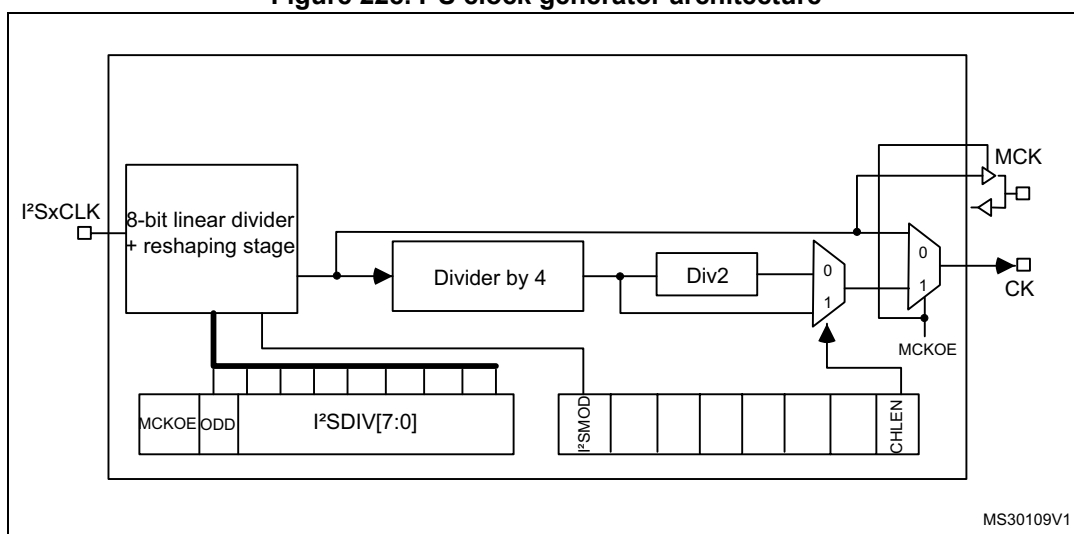 MCK
I²SxCLK
8-bit linear divider
+ reshaping stage
0
Divider by 4
Div2
0
1
1
CK
MCKOE
MCKOE
ODD
I²SDIV[7:0]
I²SMOD
CHLEN
MS30109V1